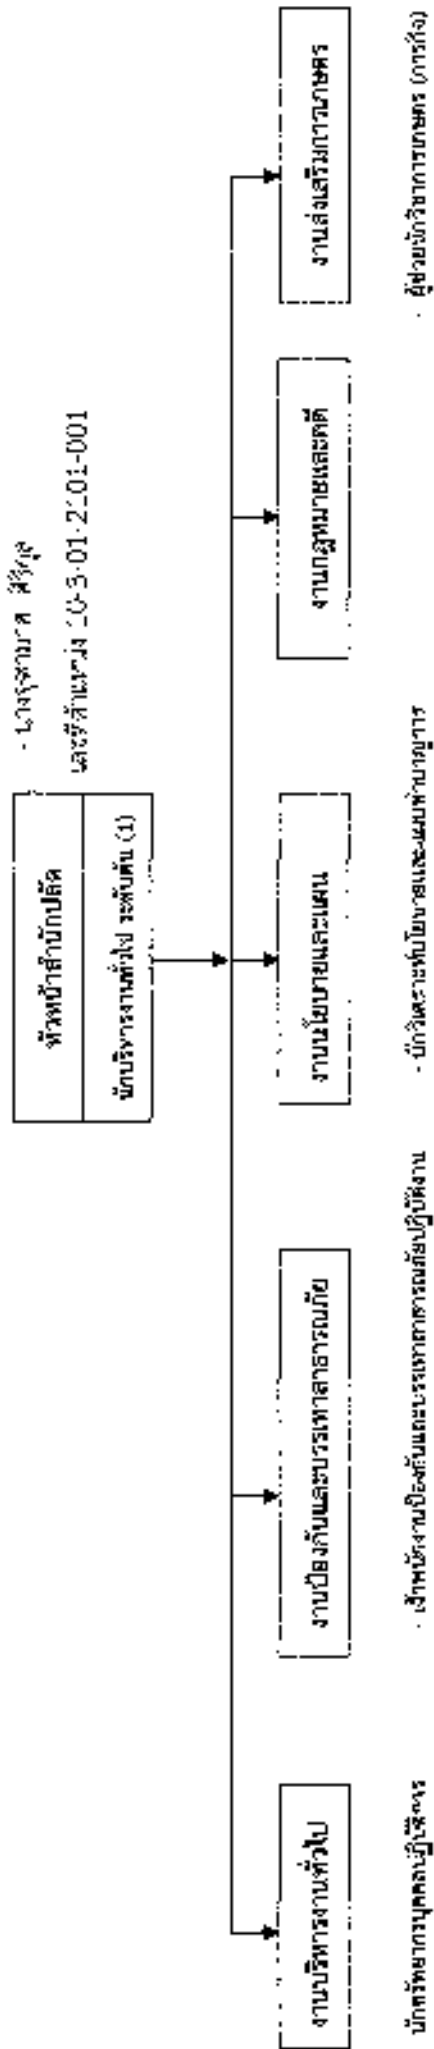 หัวหน้าสำนักปลัด
นักบริหารงานทั่วไป ระดับต้น (1)
เลขที่ตำแหน่ง 10-3-01-2101-001
งานบริหารงานทั่วไป
งานป้องกันและบรรเทาสาธารณภัย
งานนโยบายและแผน
งานกฎหมายและคดี
งานส่งเสริมการเกษตร
นักทรัพยากรบุคคลปฏิบัติการ
- เจ้าพนักงานป้องกันและบรรเทาสาธารณภัยปฏิบัติงาน
- นักวิเคราะห์นโยบายและแผนชำนาญการ
- ผู้ช่วยนักวิชาการเกษตร (ภารกิจ)